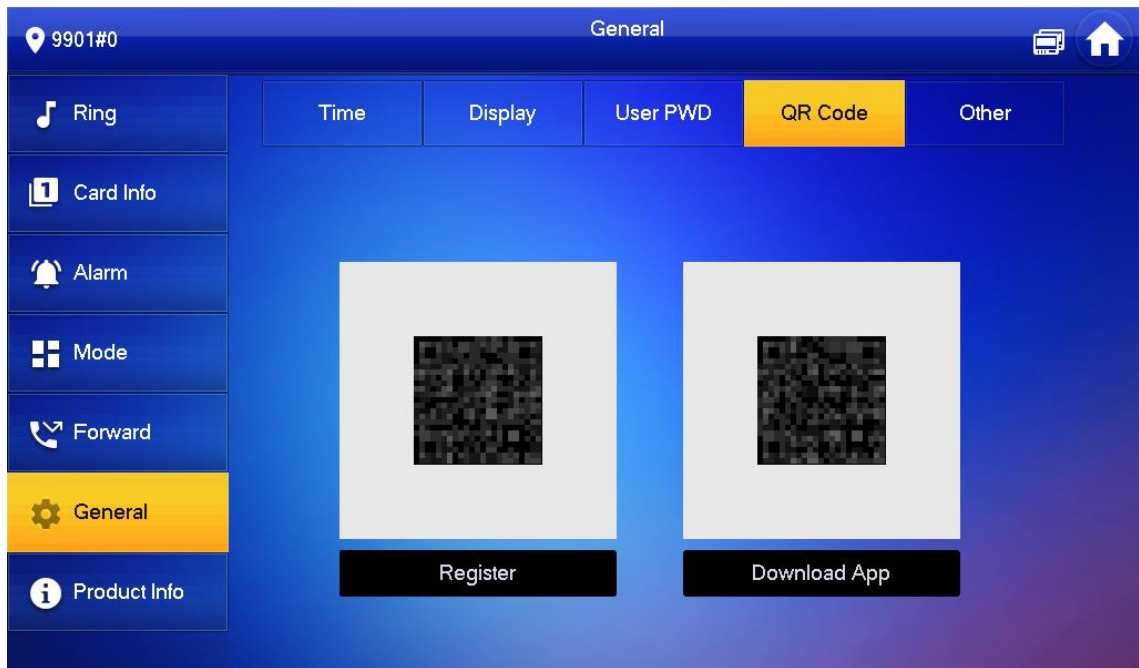 9901#0
General
Ring
Card Info
Alarm
Mode
Forward
General
Product Info
Time
Display
User PWD
QR Code
Other
Register
Download App